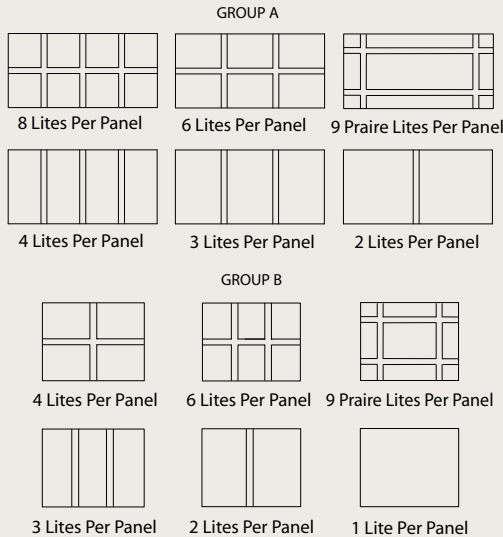 GROUP A
8 Lites Per Panel
6 Lites Per Panel
9 Praire Lites Per Panel
4 Lites Per Panel
3 Lites Per Panel
2 Lites Per Panel
GROUP B
4 Lites Per Panel
6 Lites Per Panel
9 Praire Lites Per Panel
3 Lites Per Panel
2 Lites Per Panel
1 Lite Per Panel